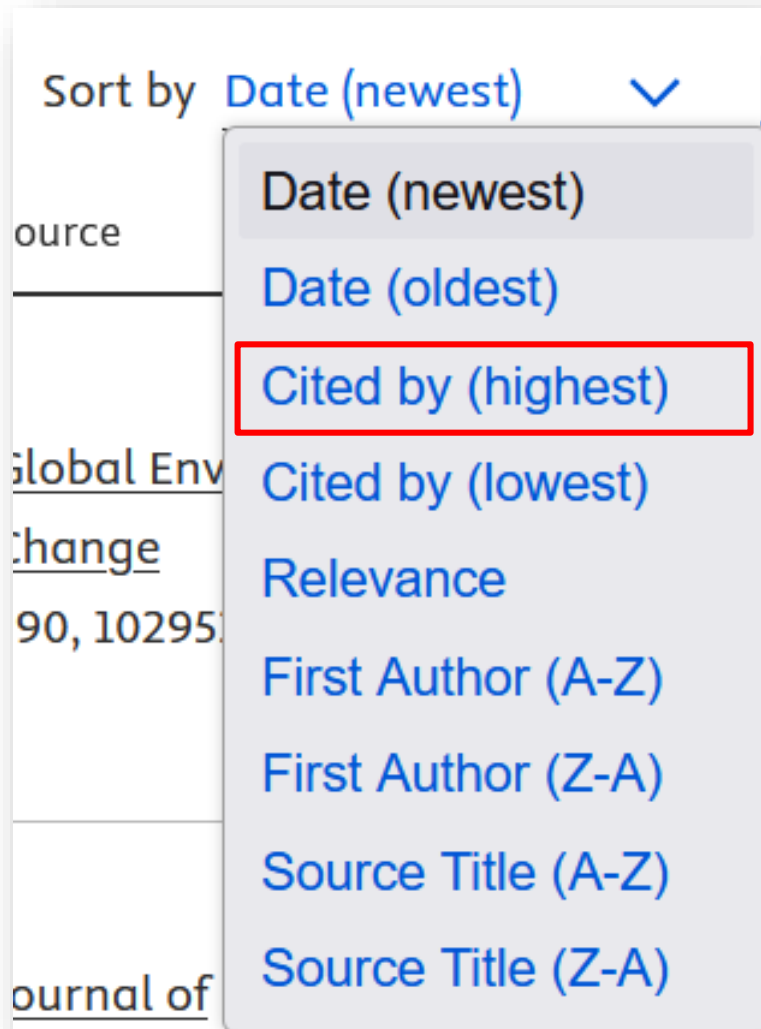 Sort by Date (newest)
Date (newest)
ource
Date (oldest)
Cited by (highest)
Global Env
Cited by (lowest)
Change
Relevance
90, 10295
First Author (A-Z)
First Author (Z-A)
Source Title (A-Z)
Source Title (Z-A)
ournal of